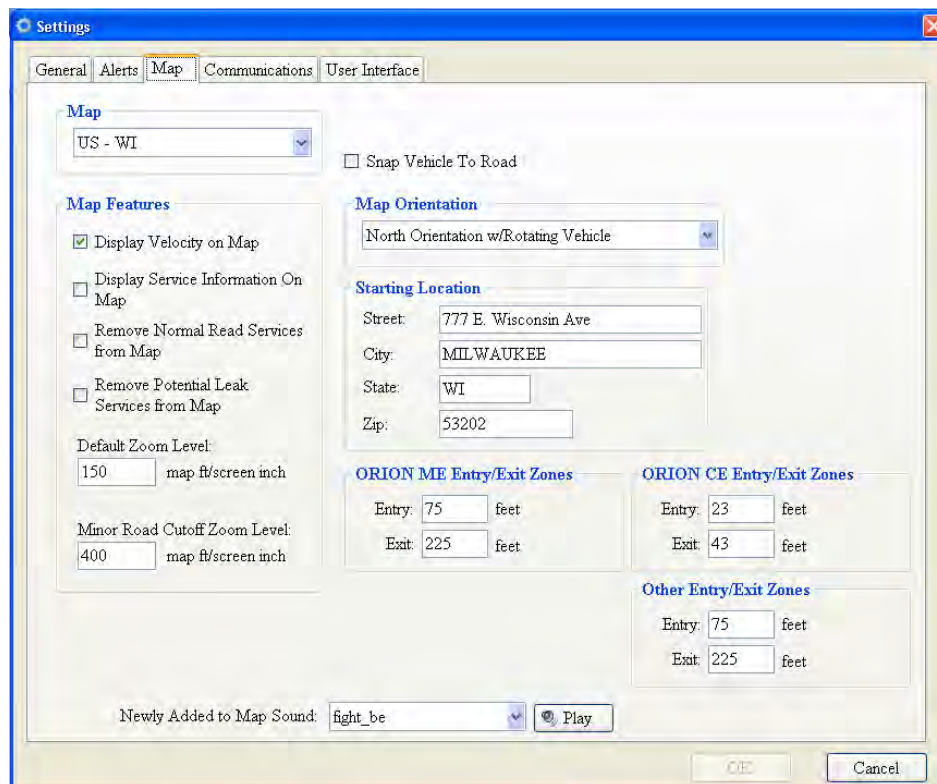 Settings
General Alerts Map Communications User Interface
Map
US - WI
Snap Vehicle To Road
Map Features
Display Velocity on Map
Display Service Information On
Map
Remove Normal Read Services
from Map
Remove Potential Leak
Services from Map
Default Zoom Level:
150 map ft/screen inch
Minor Road Cutoff Zoom Level:
400 map ft/screen inch
Map Orientation
North Orientation w/Rotating Vehicle
Starting Location
Street: 777 E. Wisconsin Ave
City: MILWAUKEE
State: WI
Zip: 53202
ORION ME Entry/Exit Zones
Entry: 75 feet
Exit: 225 feet
ORION CE Entry/Exit Zones
Entry: 23 feet
Exit: 43 feet
Other Entry/Exit Zones
Entry: 75 feet
Exit: 225 feet
Newly Added to Map Sound: fight_be Play
OK Cancel